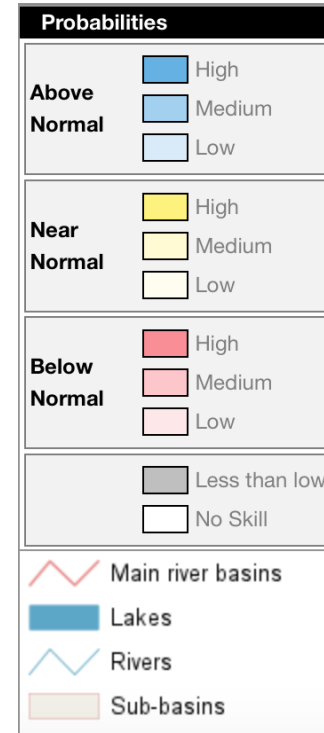 Probabilities
Above
Normal
High
Medium
Low
Near
Normal
High
Medium
Low
Below
Normal
High
Medium
Low
Less than low
No Skill
Main river basins
Lakes
Rivers
Sub-basins